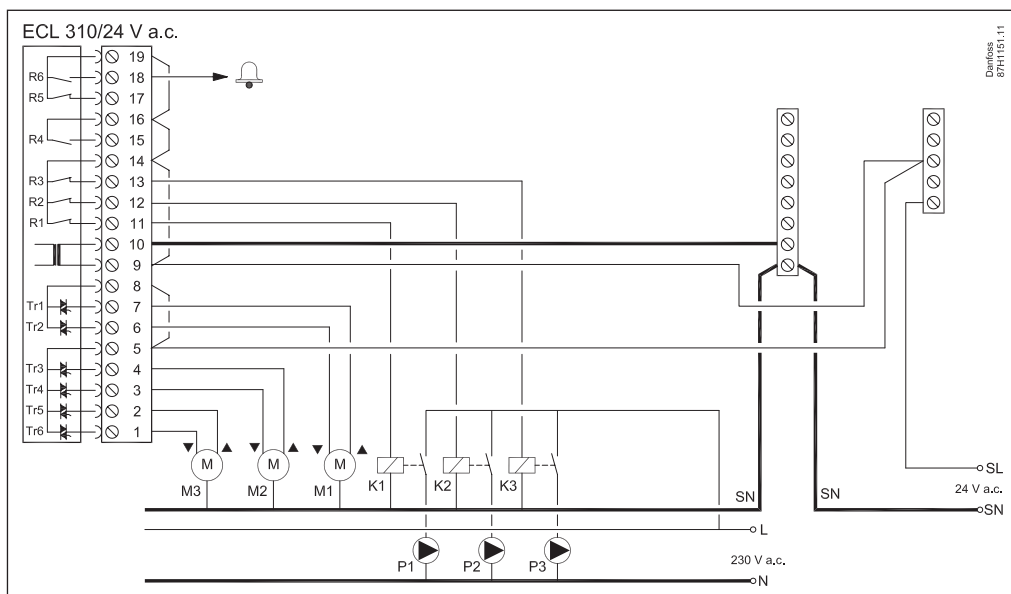 ECL 310/24 V a.c.
Danfoss
87H1151.11
19
R6 18
R5 17
16
R4 15
14
R3 13
R2 12
R1 11
10
9
8
Tr1 7
Tr2 6
5
Tr3 4
Tr4 3
Tr5 2
Tr6 1
M M M
M3 M2 M1 K1 K2 K3
SN SN
SL
24 V a.c.
SN
L
P1 P2 P3
230 V a.c.
N